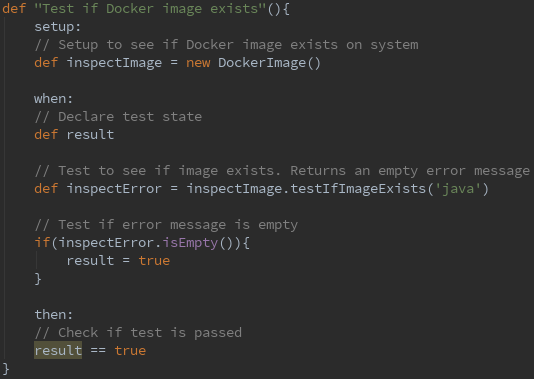 def "Test if Docker image exists"(){
    setup:
    // Setup to see if Docker image exists on system
    def inspectImage = new DockerImage()

    when:
    // Declare test state
    def result

    // Test to see if image exists. Returns an empty error message
    def inspectError = inspectImage.testIfImageExists('java')

    // Test if error message is empty
    if(inspectError.isEmpty()){
        result = true
    }

    then:
    // Check if test is passed
    result == true
}